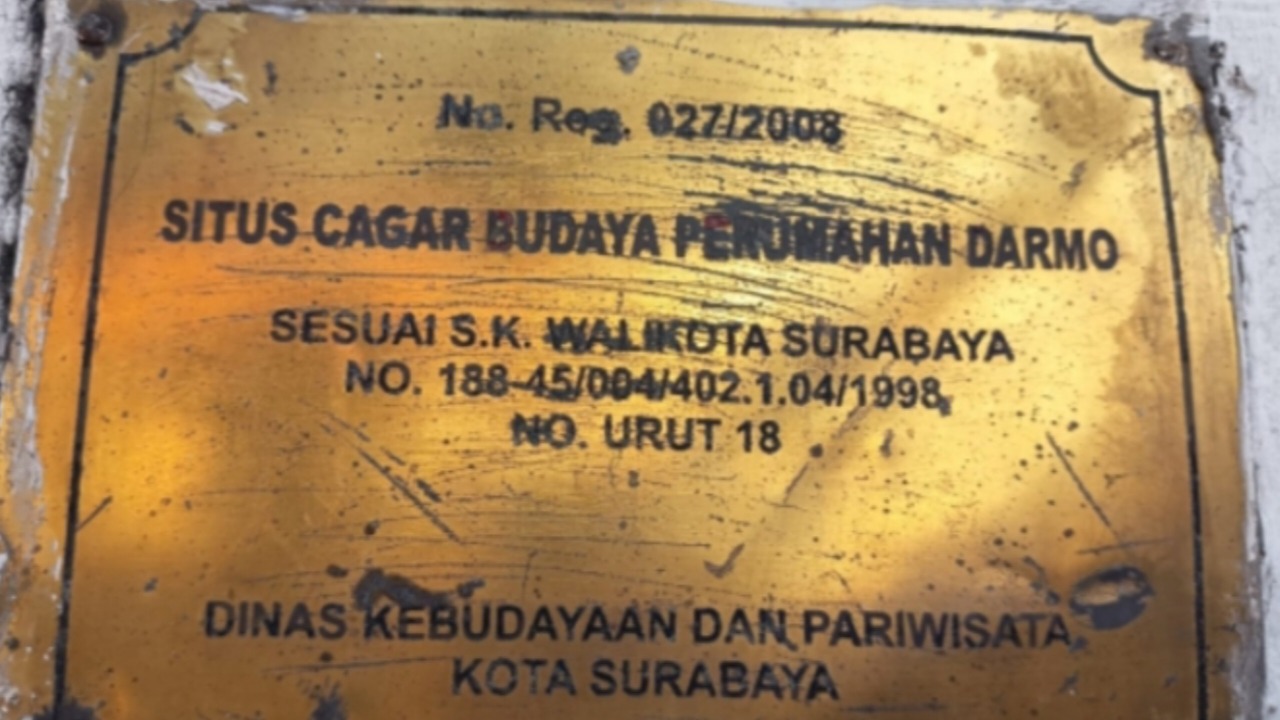 No. Reg. 027/2008
SITUS CAGAR BUDAYA PERUMAHAN DARMO
SESUAI S.K. WALIKOTA SURABAYA
NO. 188-45/004/402.1.04/1998
NO. URUT 18
DINAS KEBUDAYAAN DAN PARIWISATA
KOTA SURABAYA